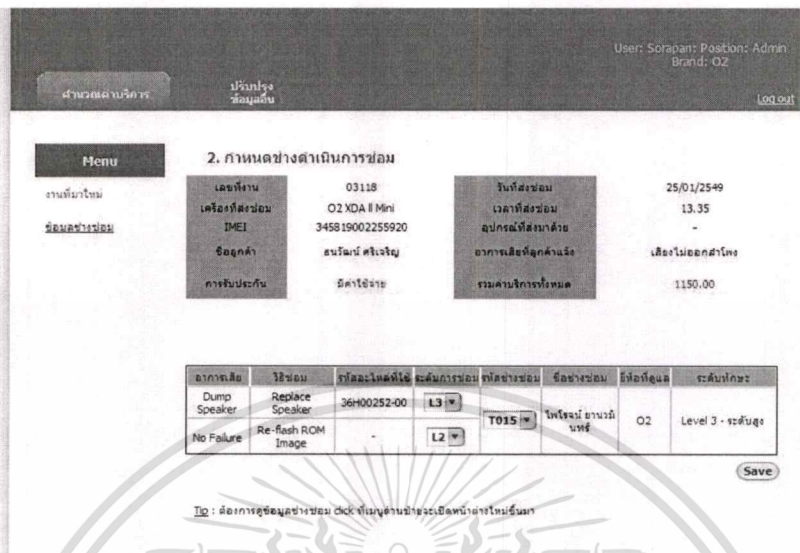 User: Sorapan: Position: Admin
Brand: O2
คำนวณค่าบริการ
ปรับปรุง
ข้อมูลอื่น
Log out
Menu
งานที่มาใหม่
ข้อมูลช่างซ่อม
2. กำหนดช่างดำเนินการซ่อม
เลขที่งาน 03118 วันที่ส่งซ่อม 25/01/2549
เครื่องที่ส่งซ่อม O2 XDA II Mini เวลาที่ส่งซ่อม 13.35
IMEI 345819002255920 อุปกรณ์ที่ส่งมาด้วย -
ชื่อลูกค้า ธนวัฒน์ ศรีเจริญ อาการเสียที่ลูกค้าแจ้ง เสียงไม่ออกลำโพง
การรับประกัน มีค่าใช้จ่าย รวมค่าบริการทั้งหมด 1150.00
อาการเสีย วิธีซ่อม รหัสอะไหล่ที่ใช้ ระดับการซ่อม รหัสช่างซ่อม ชื่อช่างซ่อม ยี่ห้อที่ดูแล ระดับทักษะ
Dump Speaker Replace Speaker 36H00252-00 L3 T015 ไพโรจน์ ยานวมินทร์ O2 Level 3 - ระดับสูง
No Failure Re-flash ROM Image - L2
Save
Tip : ต้องการดูข้อมูลช่างซ่อม click ที่เมนูด้านซ้ายจะเปิดหน้าต่างใหม่ขึ้นมา